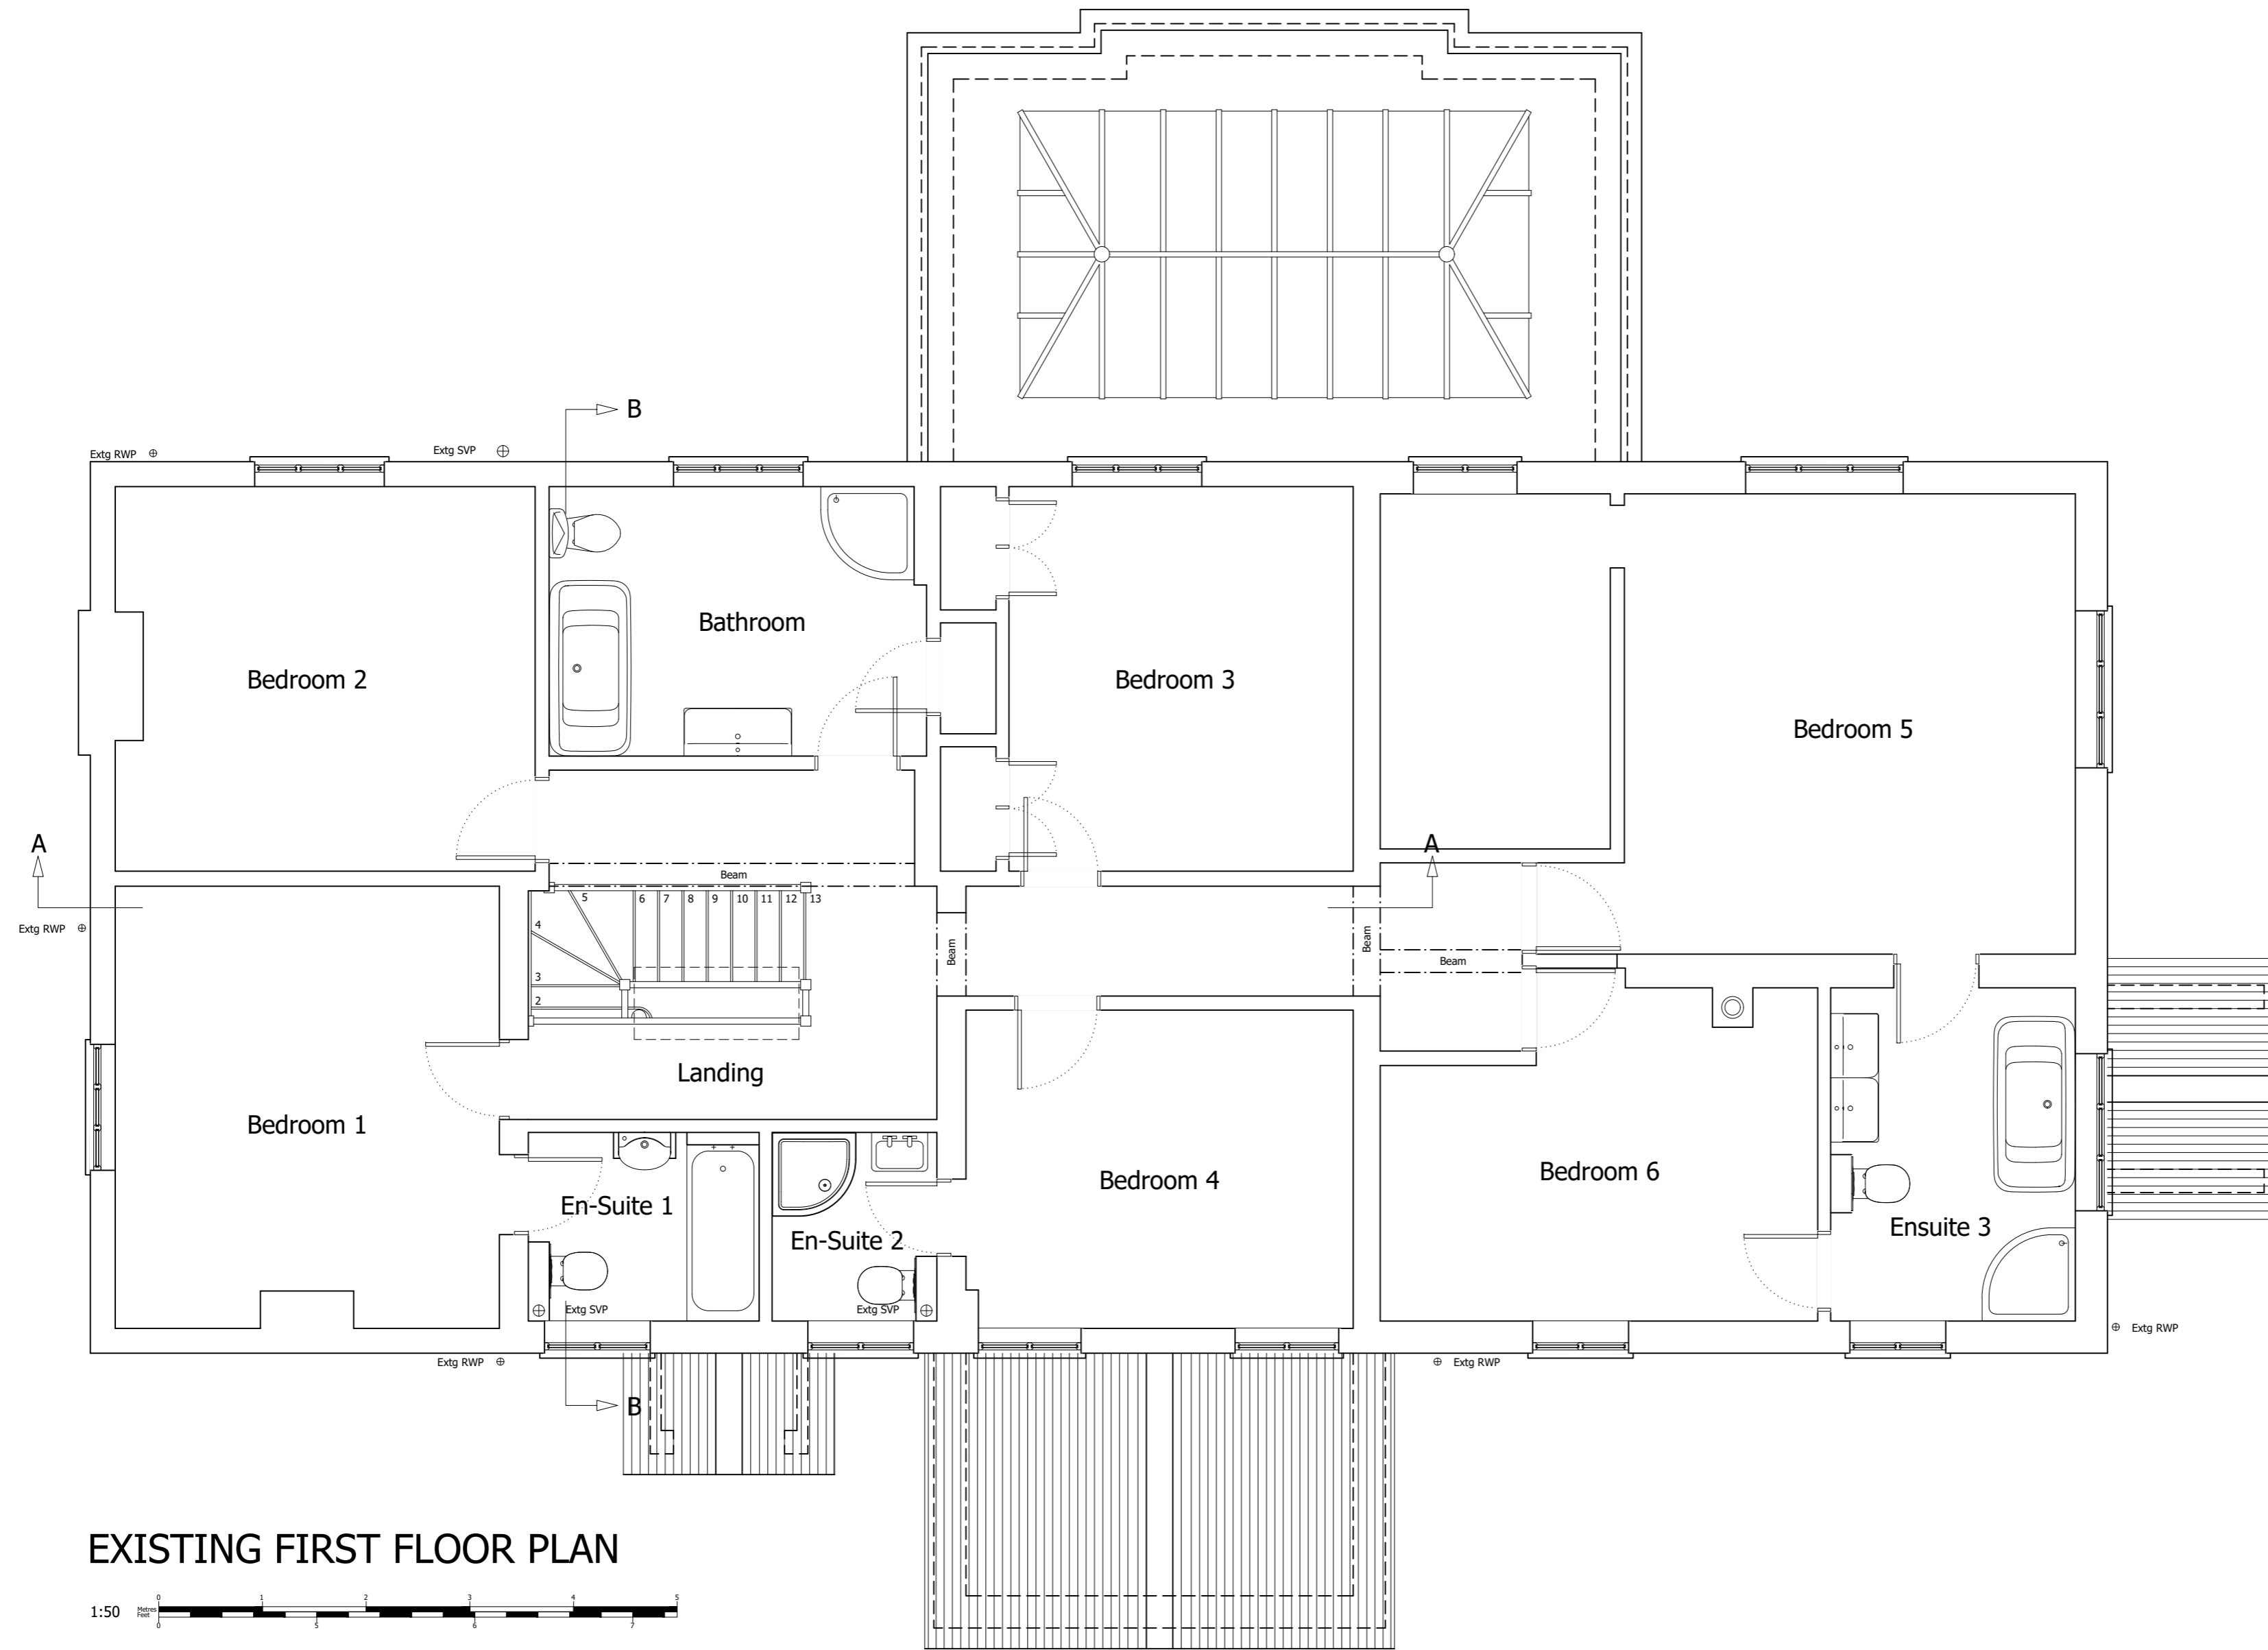 B
Extg RWP
Extg SVP
Bathroom
Bedroom 2
Bedroom 3
Bedroom 5
A
A
Beam
5
6
7
8
9
10
11
12
13
4
Extg RWP
Beam
Beam
Beam
3
2
Landing
Bedroom 1
Bedroom 4
Bedroom 6
En-Suite 1
En-Suite 2
Ensuite 3
Extg SVP
Extg SVP
Extg RWP
Extg RWP
Extg RWP
B
EXISTING FIRST FLOOR PLAN
0 1 2 3 4 5
1:50
Metres
Feet
0 5 6 7